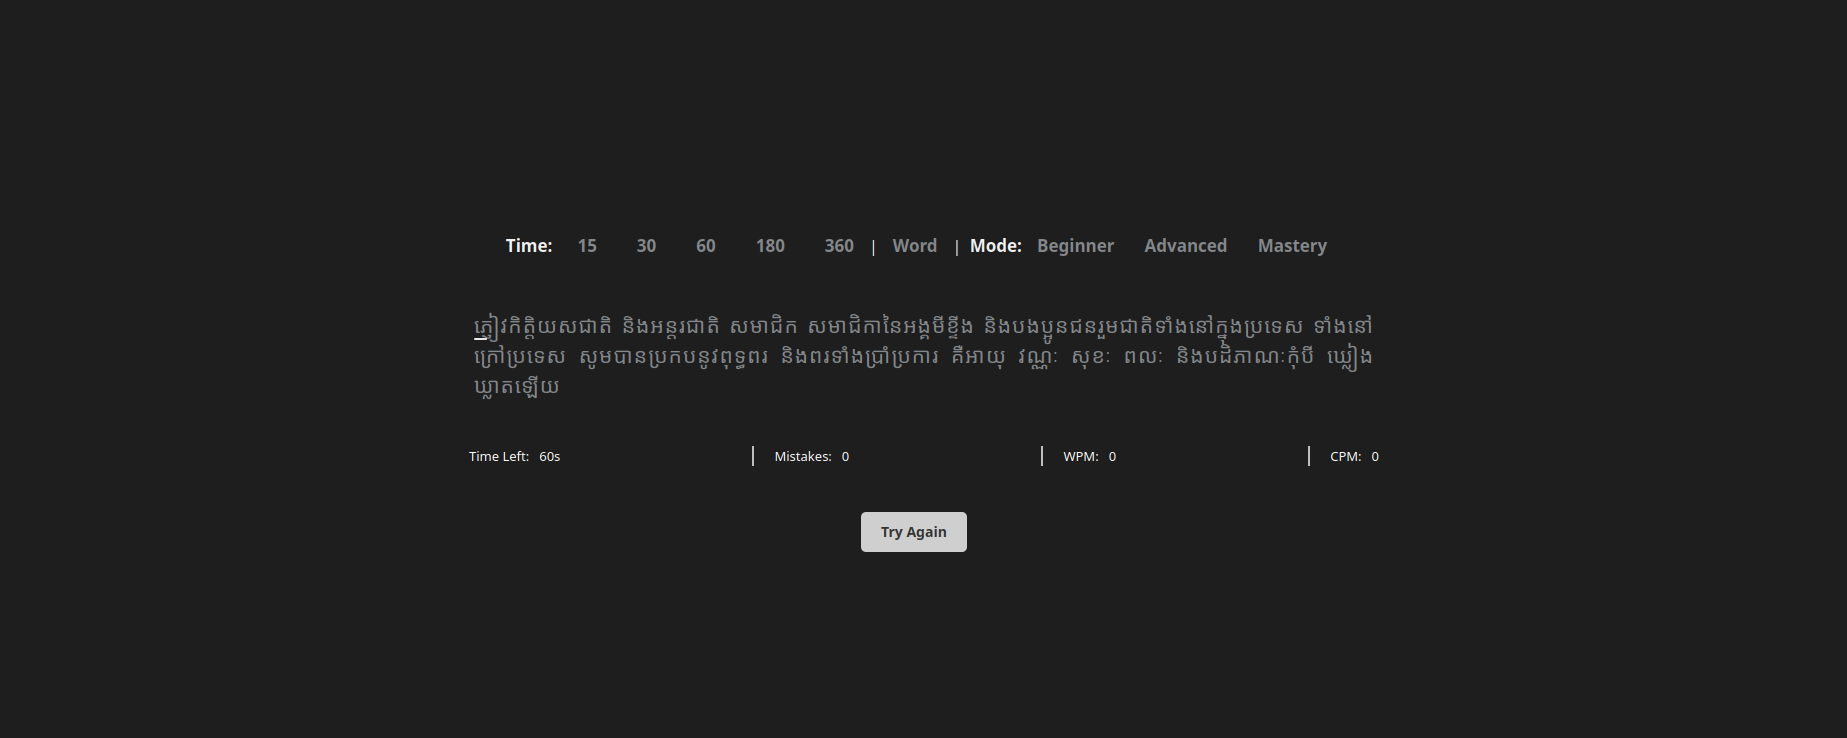 Time: 15 30 60 180 360 | Word | Mode: Beginner Advanced Mastery
ភ្ញៀវកិត្តិយសជាតិ និងអន្តរជាតិ សមាជិក សមាជិកានៃអង្គមីទ្ទីង និងបងប្អូនជនរួមជាតិទាំងនៅក្នុងប្រទេស ទាំងនៅ
ក្រៅប្រទេស សូមបានប្រកបនូវពុទ្ធពរ និងពរទាំងប្រាំប្រការ គឺអាយុ វណ្ណៈ សុខៈ ពលៈ និងបដិភាណៈកុំបី ឃ្លៀង
ឃ្លាតឡើយ
Time Left: 60s | Mistakes: 0 | WPM: 0 | CPM: 0
Try Again